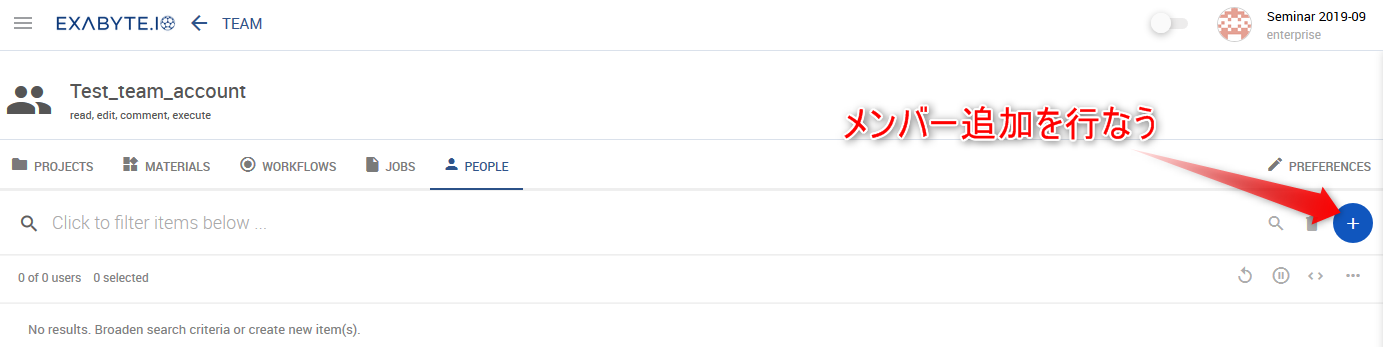 EXABYTE.IO TEAM
Seminar 2019-09
enterprise
Test_team_account
read, edit, comment, execute
メンバー追加を行なう
PROJECTS MATERIALS WORKFLOWS JOBS PEOPLE PREFERENCES
Click to filter items below ...
0 of 0 users 0 selected
No results. Broaden search criteria or create new item(s).